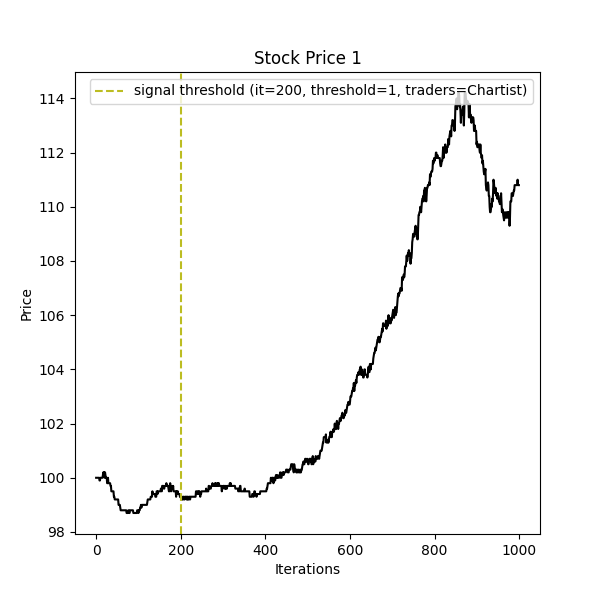 Stock Price 1
signal threshold (it=200, threshold=1, traders=Chartist)
114
112
110
108
106
104
102
100
98
Price
0 200 400 600 800 1000
Iterations